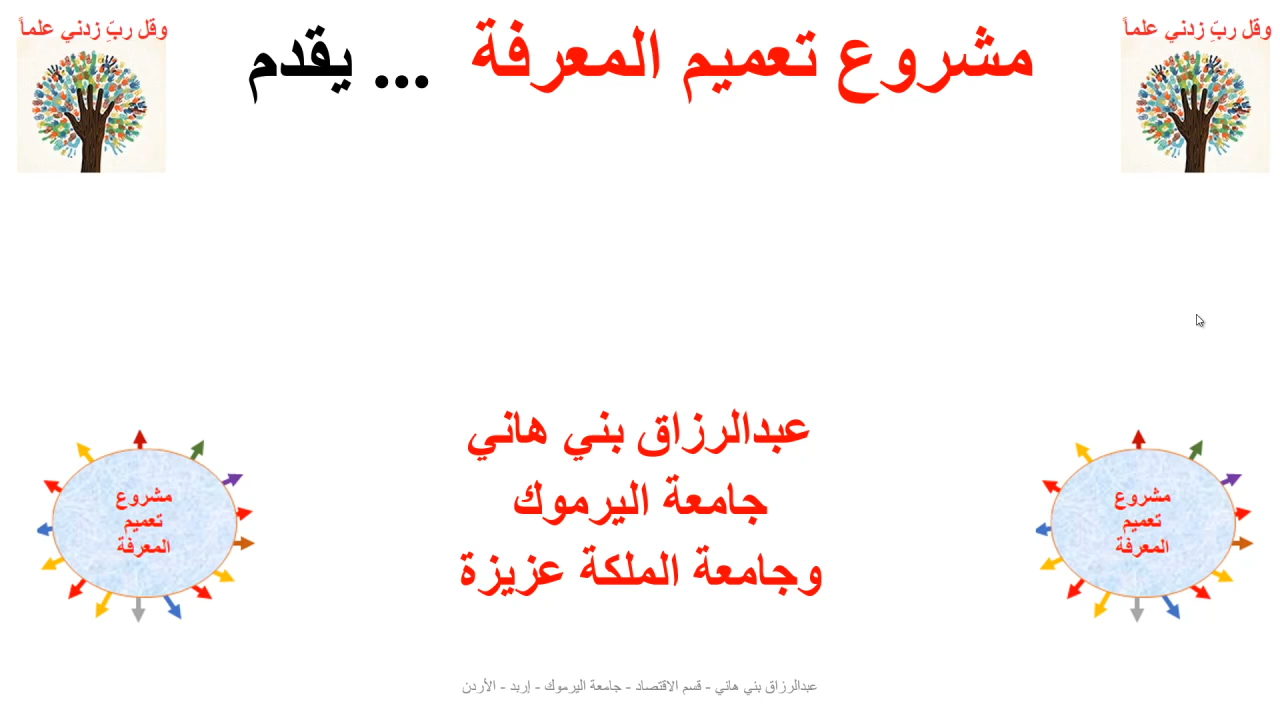 وقل ربِّ زدني علماً
مشروع تعميم المعرفة ... يقدم
وقل ربِّ زدني علماً
عبدالرزاق بني هاني
جامعة اليرموك
وجامعة الملكة عزيزة
مشروع
تعميم
المعرفة
مشروع
تعميم
المعرفة
عبدالرزاق بني هاني - قسم الاقتصاد - جامعة اليرموك - إربد - الأردن